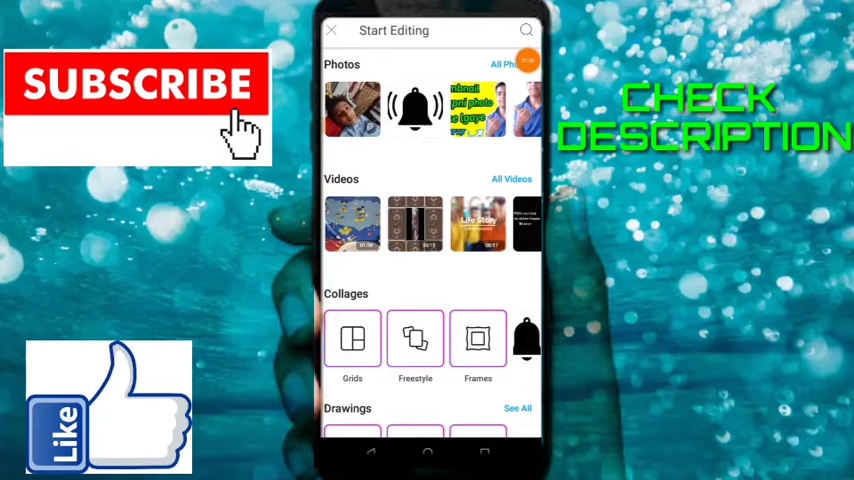 Start Editing
SUBSCRIBE
Photos
All Pho
CHECK
DESCRIPTION
Videos
All Videos
Life Story
Collages
Grids
Freestyle
Frames
Drawings
See All
Like